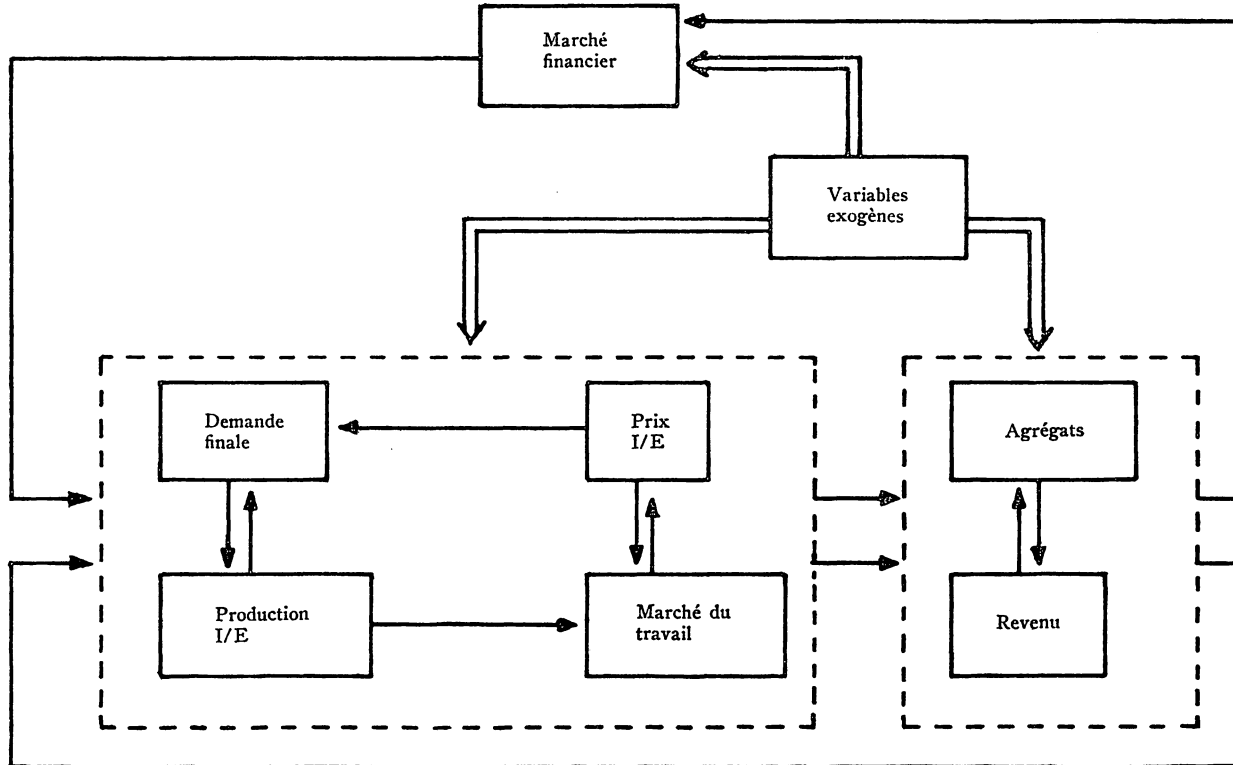 Marché
financier
Variables
exogènes
Demande
finale
Prix
I/E
Agrégats
Production
I/E
Marché du
travail
Revenu